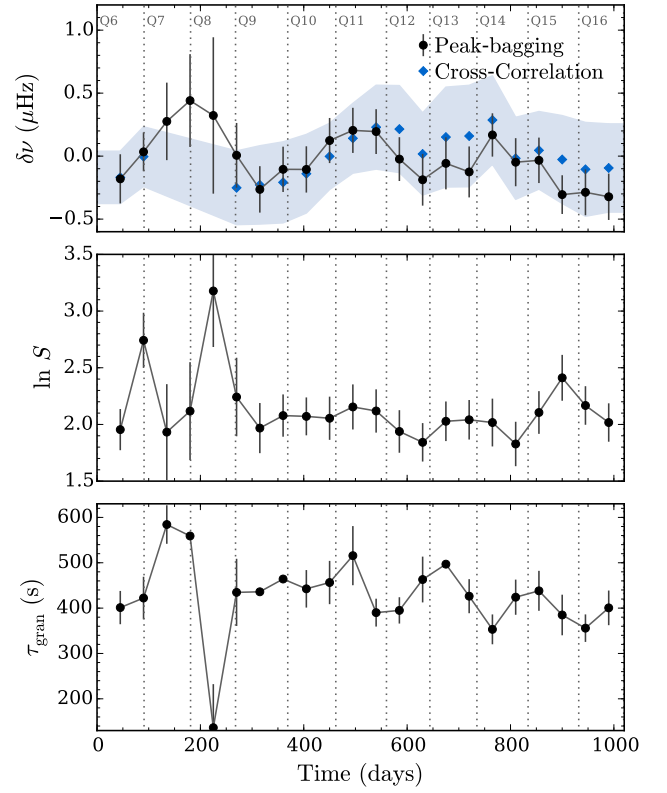 Q6 Q7 Q8 Q9 Q10 Q11 Q12 Q13 Q14 Q15 Q16
Peak-bagging
Cross-Correlation
δν (μHz)
1.0
0.5
0.0
−0.5
ln S
3.5
3.0
2.5
2.0
1.5
τgran (s)
600
500
400
300
200
0 200 400 600 800 1000
Time (days)